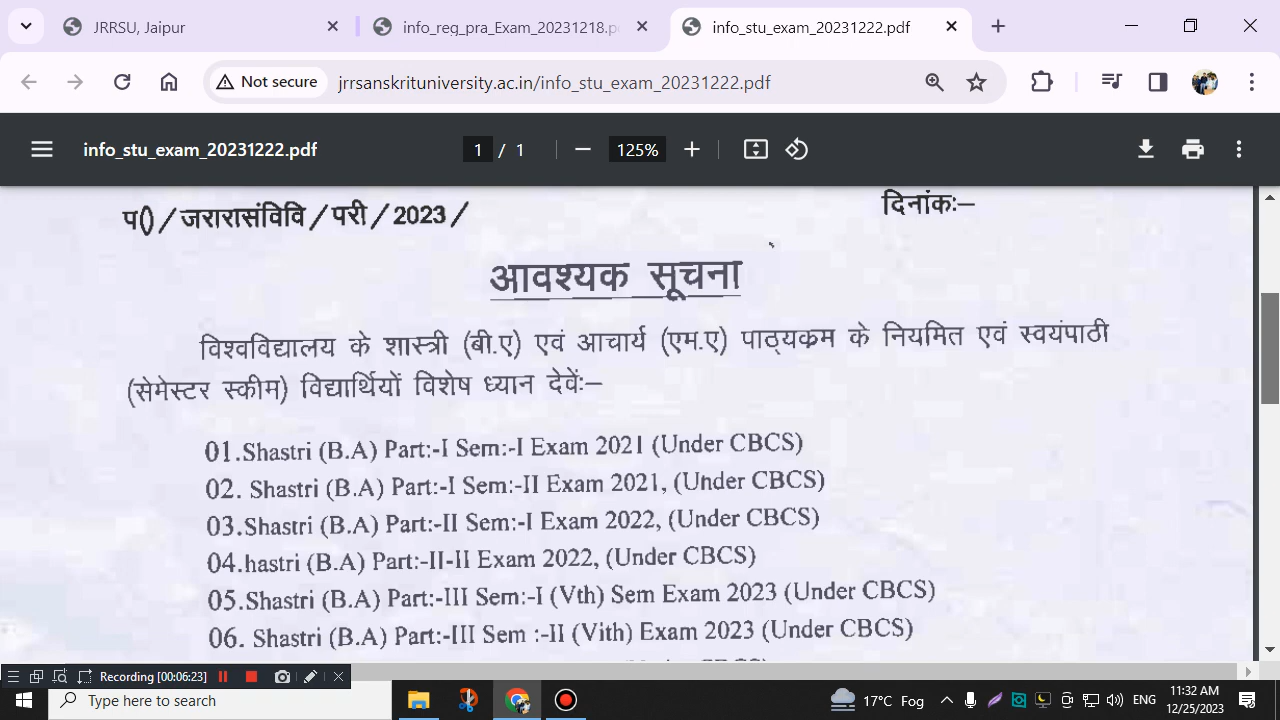 JRRSU, Jaipur
info_reg_pra_Exam_20231218.p
info_stu_exam_20231222.pdf
Not secure
jrrsanskrituniversity.ac.in/info_stu_exam_20231222.pdf
info_stu_exam_20231222.pdf
1 / 1
125%
प0/जरारासंविवि/परी/2023/
दिनांकः–
आवश्यक सूचना
विश्वविद्यालय के शास्त्री (बी.ए) एवं आचार्य (एम.ए) पाठ्यक्रम के नियमित एवं स्वयंपाठी
(सेमेस्टर स्कीम) विद्यार्थियों विशेष ध्यान देवेंः–
01.Shastri (B.A) Part:-I Sem:-I Exam 2021 (Under CBCS)
02. Shastri (B.A) Part:-I Sem:-II Exam 2021, (Under CBCS)
03.Shastri (B.A) Part:-II Sem:-I Exam 2022, (Under CBCS)
04.hastri (B.A) Part:-II-II Exam 2022, (Under CBCS)
05.Shastri (B.A) Part:-III Sem:-I (Vth) Sem Exam 2023 (Under CBCS)
06. Shastri (B.A) Part:-III Sem :-II (Vith) Exam 2023 (Under CBCS)
Recording [00:06:23]
Type here to search
17°C Fog
ENG
11:32 AM
12/25/2023